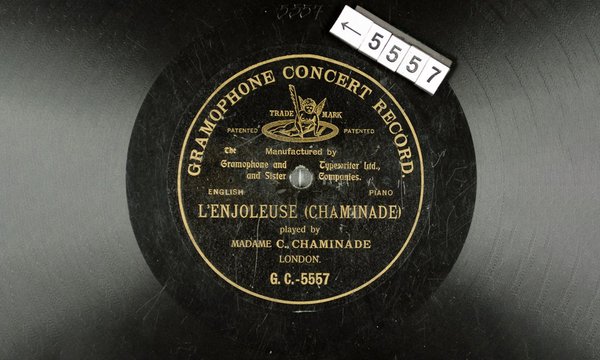 5557
← 5557
GRAMOPHONE CONCERT RECORD.
TRADE MARK
PATENTED PATENTED
The Manufactured by
Gramophone and Typewriter Ltd.,
and Sister Companies.
ENGLISH PIANO
L'ENJOLEUSE (CHAMINADE)
played by
MADAME C. CHAMINADE
LONDON.
G.C.-5557